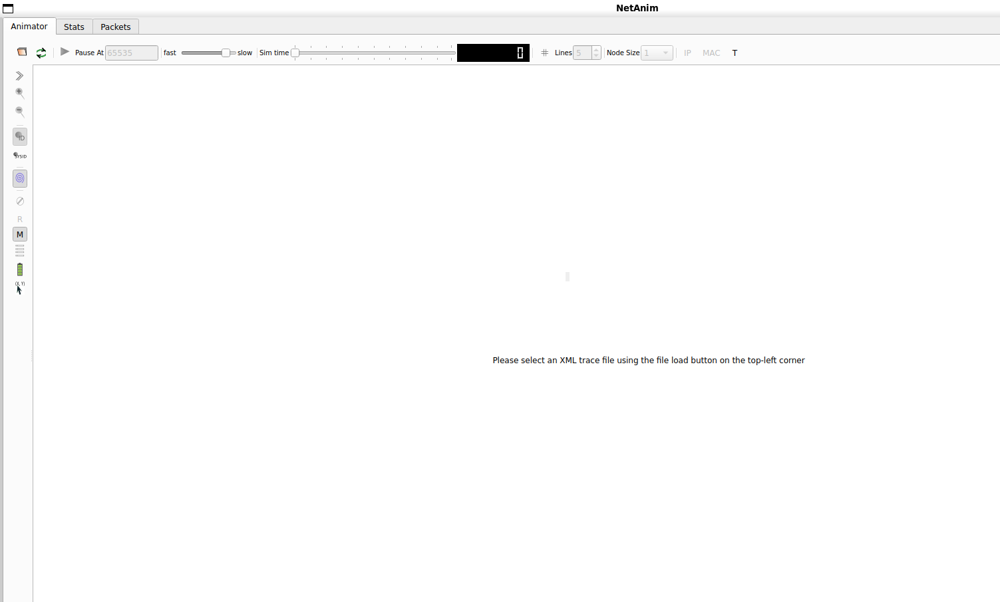 NetAnim
Animator Stats Packets
Pause At 65535 fast slow Sim time 0 Lines 5 Node Size 1 IP MAC T
ID
SYSID
R
M
(X, Y)
Please select an XML trace file using the file load button on the top-left corner